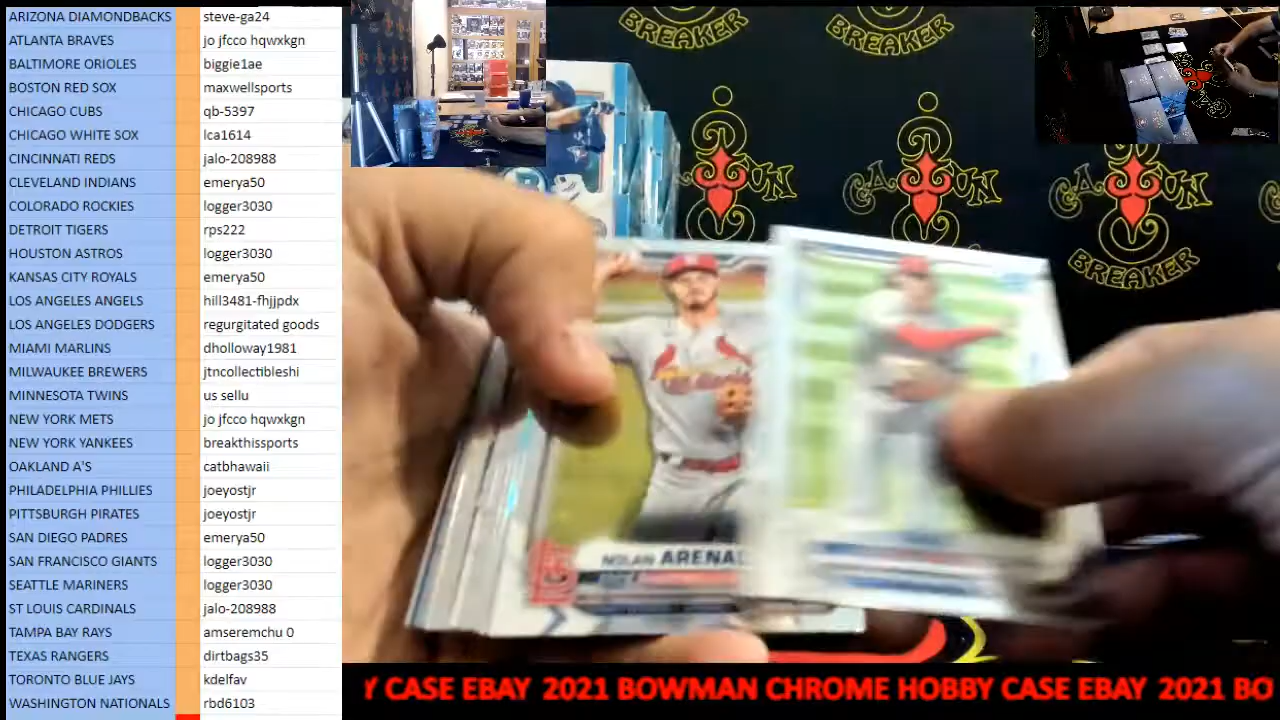 ARIZONA DIAMONDBACKS steve-ga24
ATLANTA BRAVES jo jfcco hqwxkgn
BALTIMORE ORIOLES biggie1ae
BOSTON RED SOX maxwellsports
CHICAGO CUBS qb-5397
CHICAGO WHITE SOX lca1614
CINCINNATI REDS jalo-208988
CLEVELAND INDIANS emerya50
COLORADO ROCKIES logger3030
DETROIT TIGERS rps222
HOUSTON ASTROS logger3030
KANSAS CITY ROYALS emerya50
LOS ANGELES ANGELS hill3481-fhjjpdx
LOS ANGELES DODGERS regurgitated goods
MIAMI MARLINS dholloway1981
MILWAUKEE BREWERS jtncollectibleshi
MINNESOTA TWINS us sellu
NEW YORK METS jo jfcco hqwxkgn
NEW YORK YANKEES breakthissports
OAKLAND A'S catbhawaii
PHILADELPHIA PHILLIES joeyostjr
PITTSBURGH PIRATES joeyostjr
SAN DIEGO PADRES emerya50
SAN FRANCISCO GIANTS logger3030
SEATTLE MARINERS logger3030
ST LOUIS CARDINALS jalo-208988
TAMPA BAY RAYS amseremchu 0
TEXAS RANGERS dirtbags35
TORONTO BLUE JAYS kdelfav
WASHINGTON NATIONALS rbd6103
BREAKER BREAKER
BREAKER BREAKER BREAKER
NOLAN ARENA
Y CASE EBAY 2021 BOWMAN CHROME HOBBY CASE EBAY 2021 BO